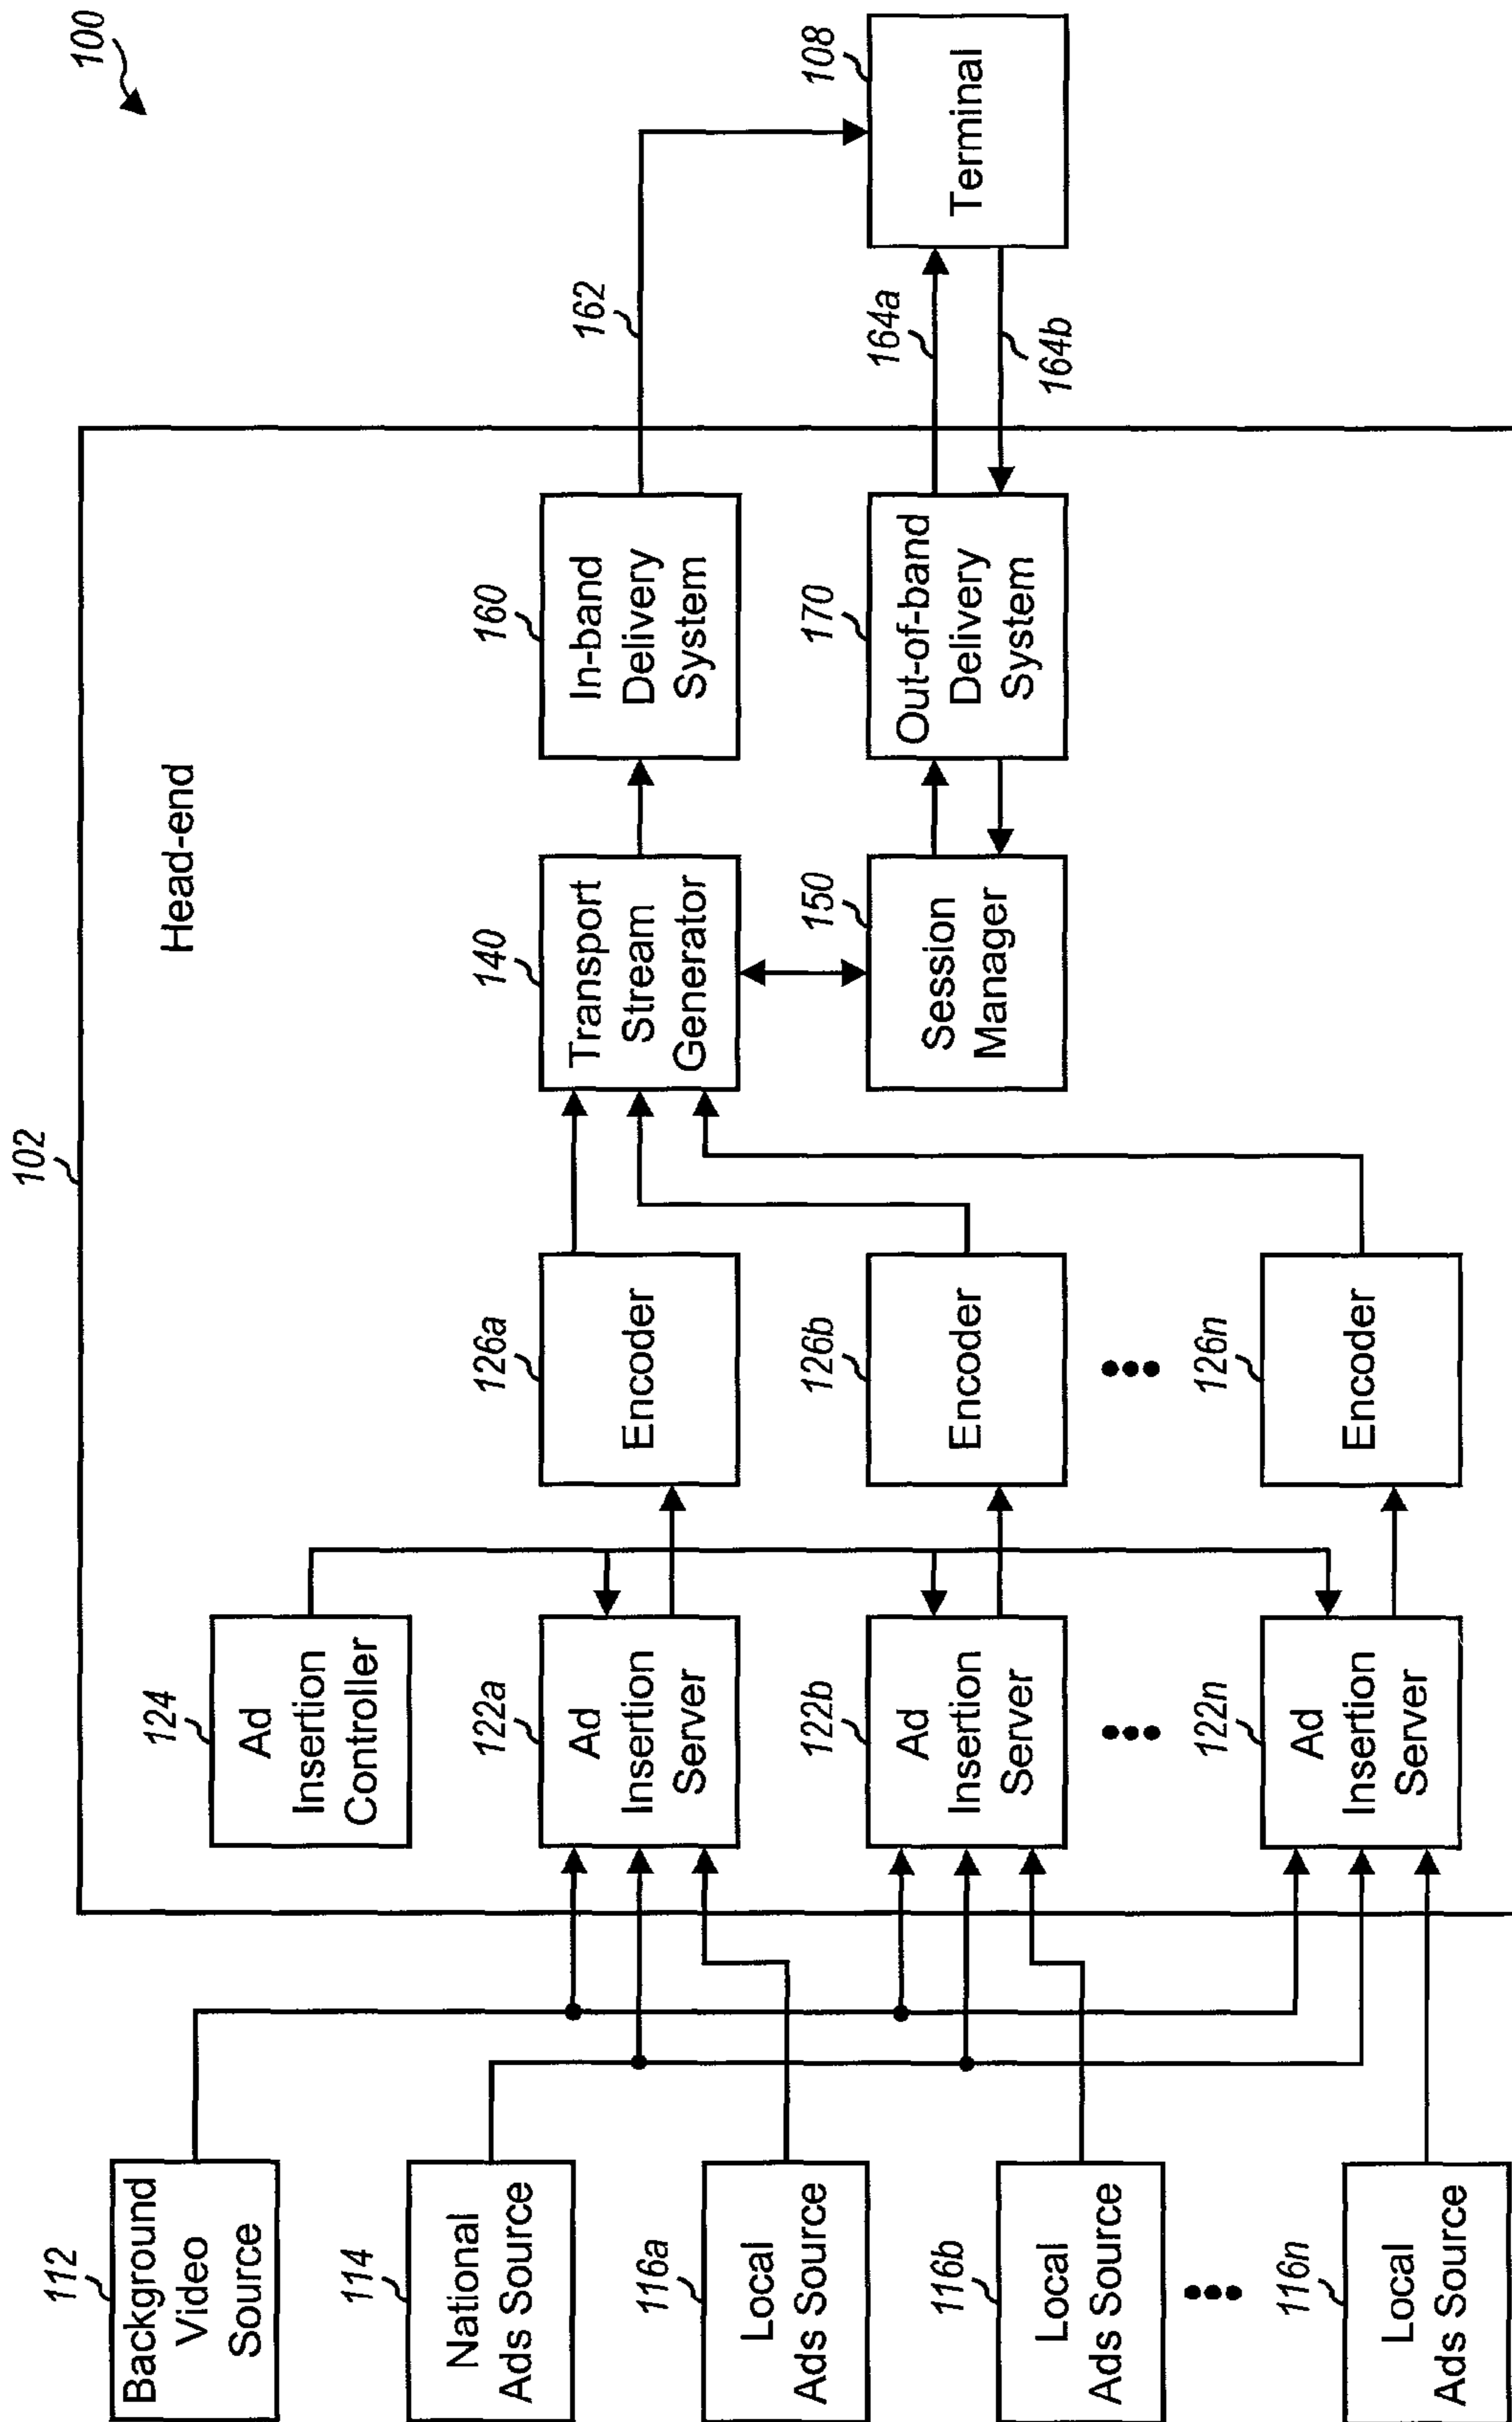 100
102
Head-end
112
Background
Video
Source
114
National
Ads Source
116a
Local
Ads Source
116b
Local
Ads Source
116n
Local
Ads Source
124
Ad
Insertion
Controller
122a
Ad
Insertion
Server
122b
Ad
Insertion
Server
122n
Ad
Insertion
Server
126a
Encoder
126b
Encoder
126n
Encoder
140
Transport
Stream
Generator
150
Session
Manager
160
In-band
Delivery
System
170
Out-of-band
Delivery
System
162
164a
164b
108
Terminal